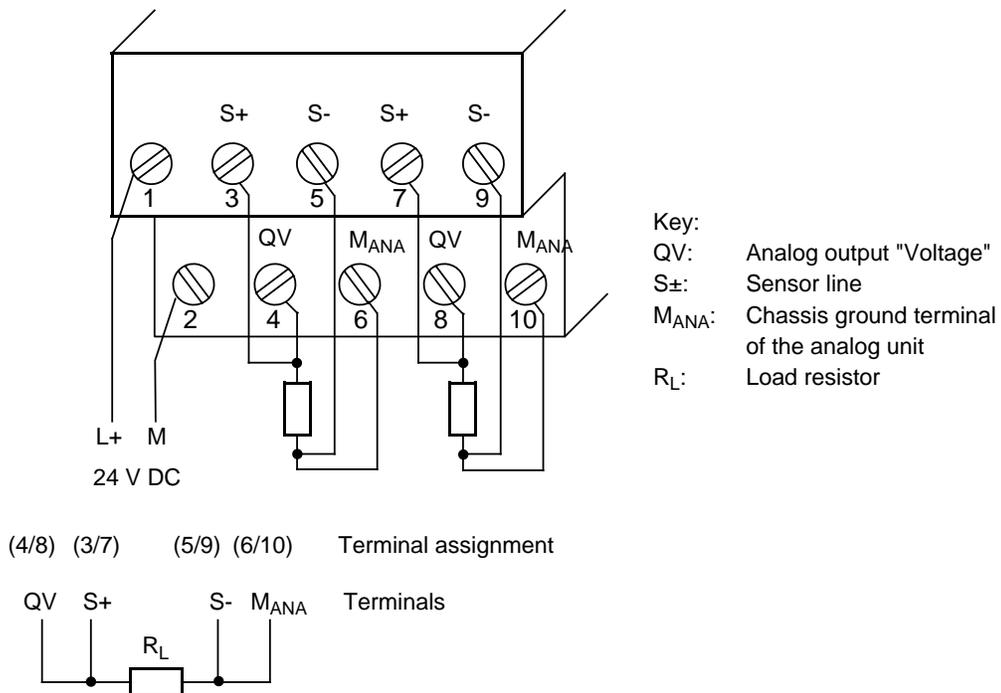 S+ S- S+ S-
1 3 5 7 9
QV MANA QV MANA
2 4 6 8 10
L+ M
24 V DC
Key:
QV: Analog output "Voltage"
S±: Sensor line
MANA: Chassis ground terminal
of the analog unit
RL: Load resistor
(4/8) (3/7) (5/9) (6/10) Terminal assignment
QV S+ S- MANA Terminals
RL